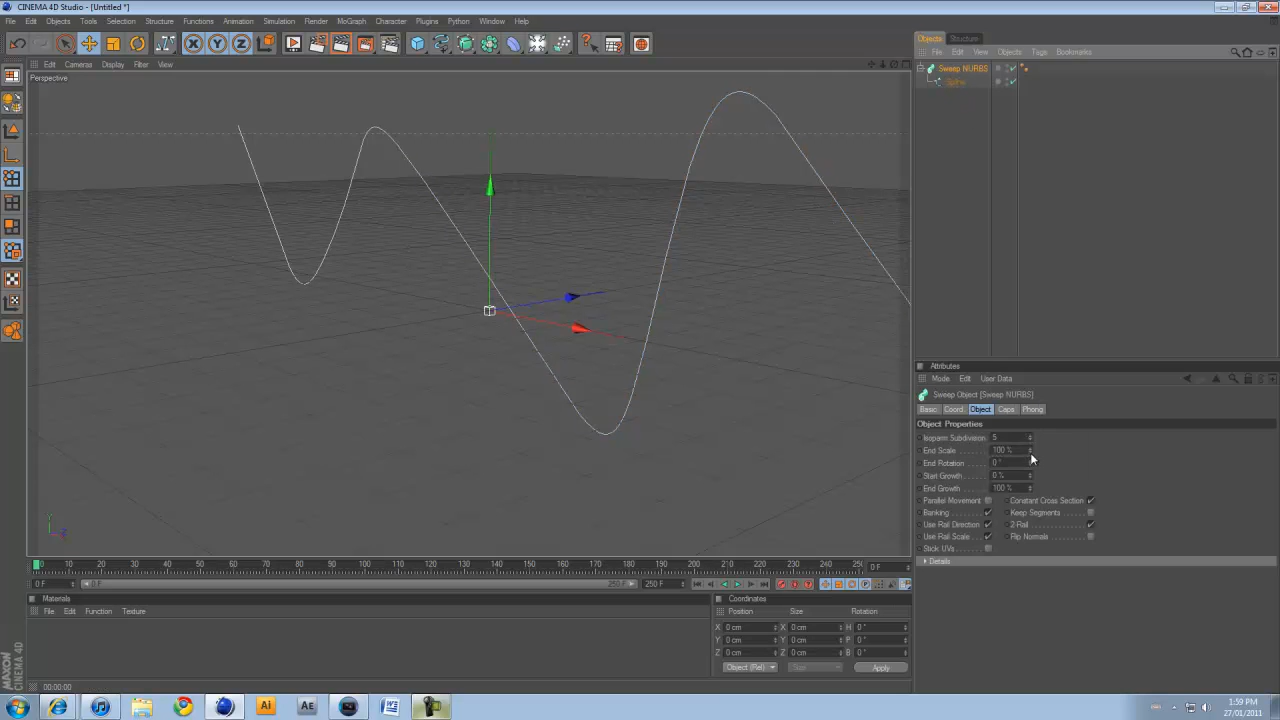 CINEMA 4D Studio - [Untitled *]
File Edit Objects Tools Selection Structure Functions Animation Simulation Render MoGraph Character Plugins Python Window Help
Edit Cameras Display Filter View
Perspective
Y
Z
0 10 20 30 40 50 60 70 80 90 100 110 120 130 140 150 160 170 180 190 200 210 220 230 240 250
0 F
0 F 0 F 250 F 250 F
Materials
File Edit Function Texture
Coordinates
Position Size Rotation
X 0 cm X 0 cm H 0 °
Y 0 cm Y 0 cm P 0 °
Z 0 cm Z 0 cm B 0 °
Object (Rel) Size Apply
00:00:00
MAXON CINEMA 4D
Objects Structure
File Edit View Objects Tags Bookmarks
Sweep NURBS
Spline
Attributes
Mode Edit User Data
Sweep Object [Sweep NURBS]
Basic Coord. Object Caps Phong
Object Properties
Isoparm Subdivision 5
End Scale 100 %
End Rotation 0 °
Start Growth 0 %
End Growth 100 %
Parallel Movement Constant Cross Section
Banking Keep Segments
Use Rail Direction 2-Rail
Use Rail Scale Flip Normals
Stick UVs
Details
Ai Ae W
1:59 PM
27/01/2011